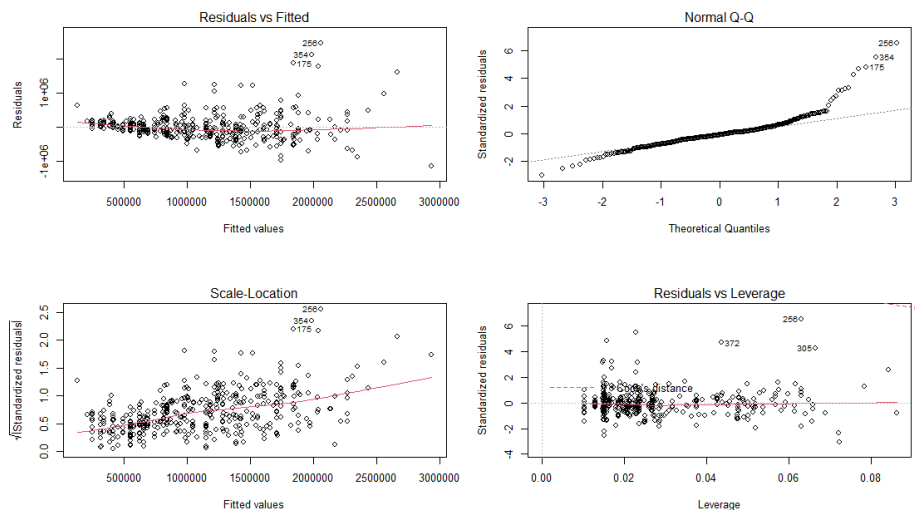 Residuals vs Fitted
Residuals
1e+06
-1e+06
256
354
175
500000 1000000 1500000 2000000 2500000 3000000
Fitted values
Normal Q-Q
Standardized residuals
6
4
2
0
-2
256
354
175
-3 -2 -1 0 1 2 3
Theoretical Quantiles
Scale-Location
√|Standardized residuals|
2.5
2.0
1.5
1.0
0.5
0.0
256
354
175
500000 1000000 1500000 2000000 2500000 3000000
Fitted values
Residuals vs Leverage
Standardized residuals
6
4
2
0
-2
-4
256
372
305
distance
0.00 0.02 0.04 0.06 0.08
Leverage